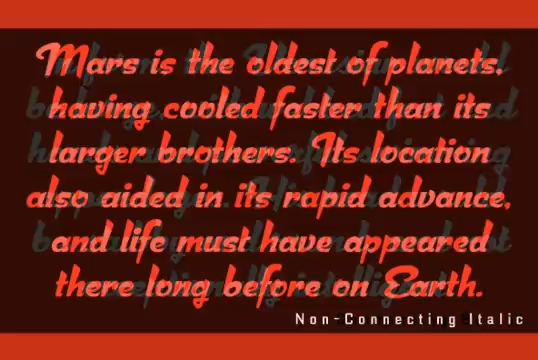 Mars is the oldest of planets,
having cooled faster than its
larger brothers. Its location
also aided in its rapid advance,
and life must have appeared
there long before on Earth.
Non-Connecting Italic